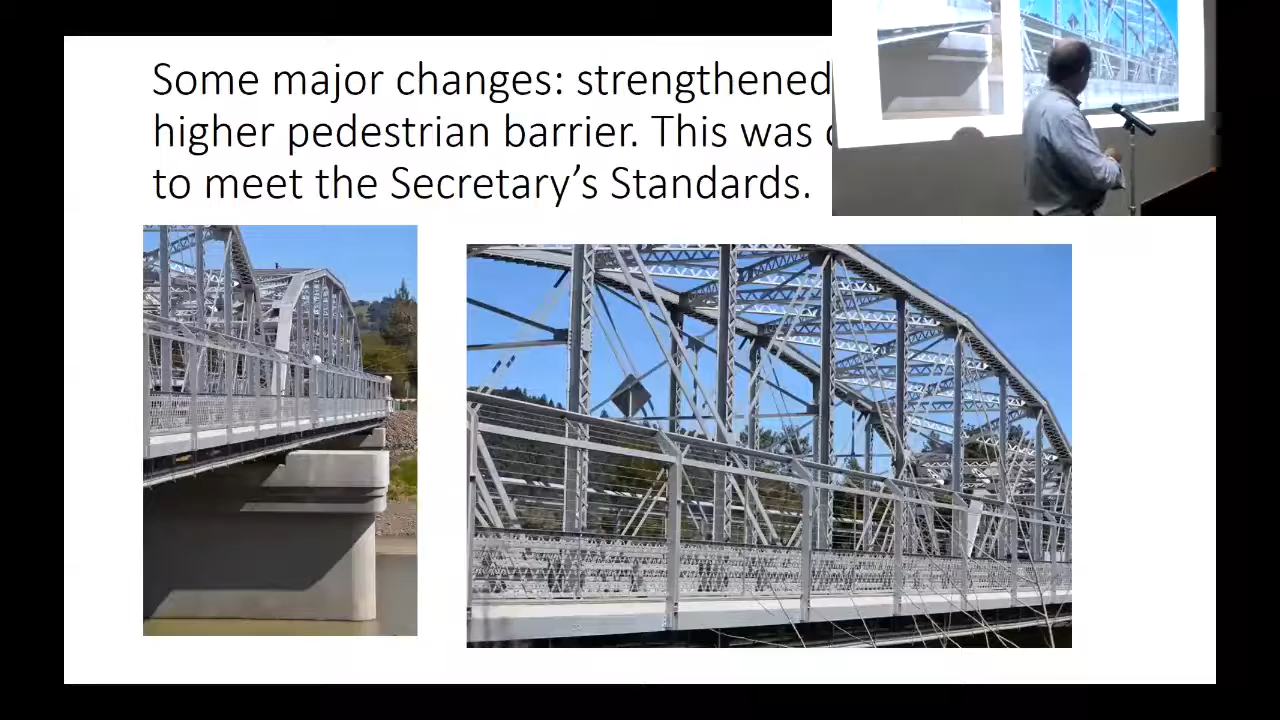 Some major changes: strengthened
higher pedestrian barrier. This was
to meet the Secretary’s Standards.